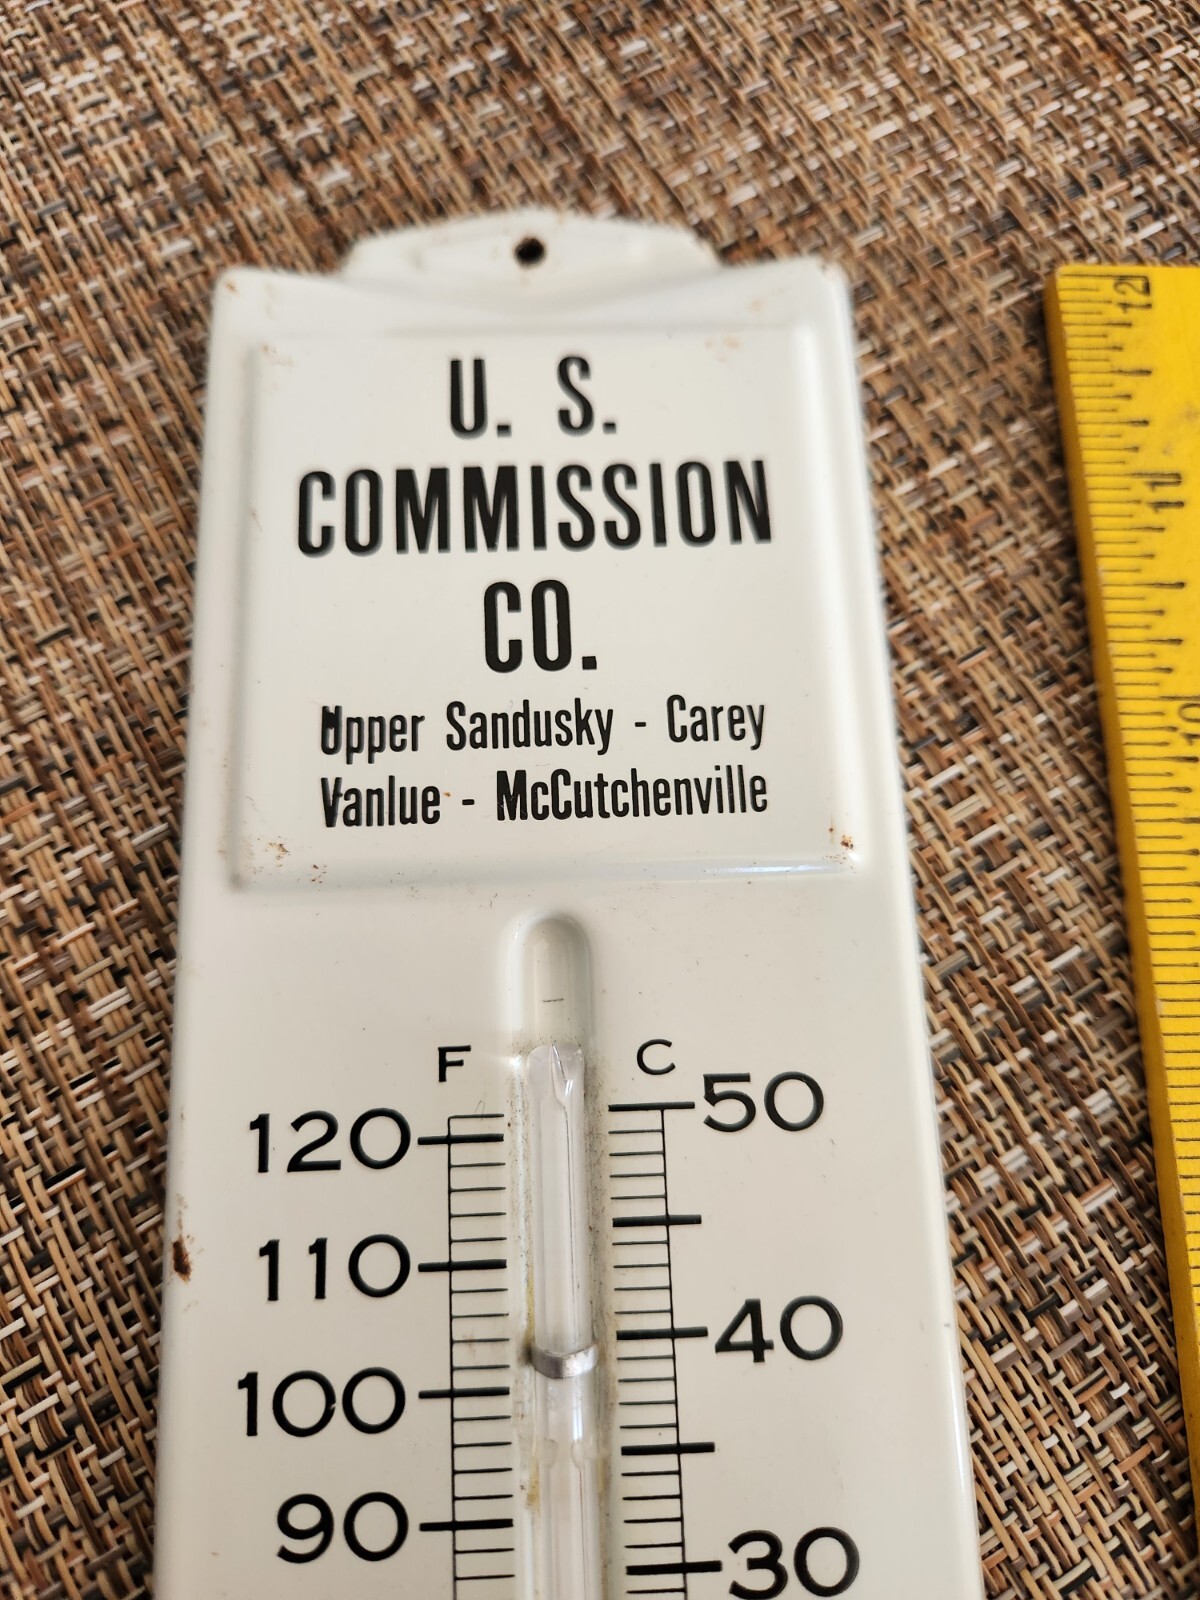 U. S.
COMMISSION
CO.
Upper Sandusky - Carey
Vanlue - McCutchenville
F C
120 50
110
40
100
90
30
12
11
10